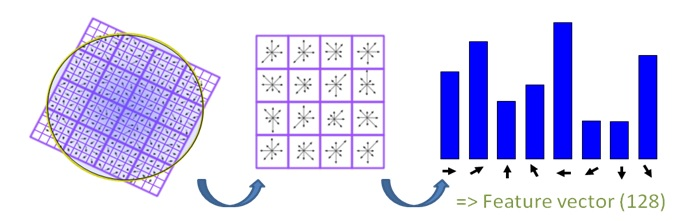 => Feature vector (128)